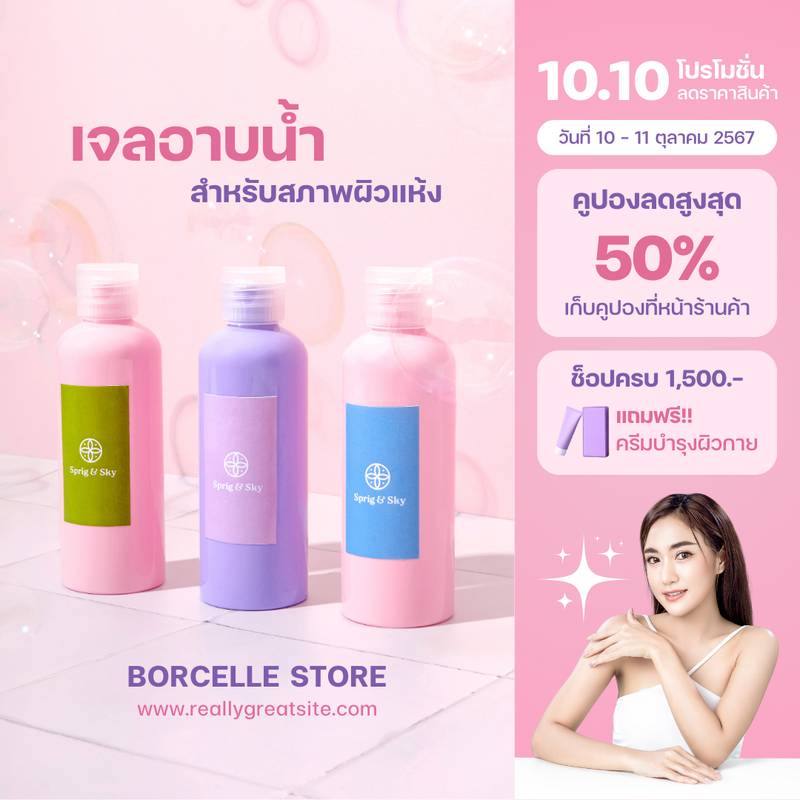 เจลอาบน้ำ
สำหรับสภาพผิวแห้ง
Sprig & Sky
Sprig & Sky
Sprig & Sky
BORCELLE STORE
www.reallygreatsite.com
10.10
โปรโมชั่น
ลดราคาสินค้า
วันที่ 10 - 11 ตุลาคม 2567
คูปองลดสูงสุด
50%
เก็บคูปองที่หน้าร้านค้า
ช็อปครบ 1,500.-
แถมฟรี!!
ครีมบำรุงผิวกาย